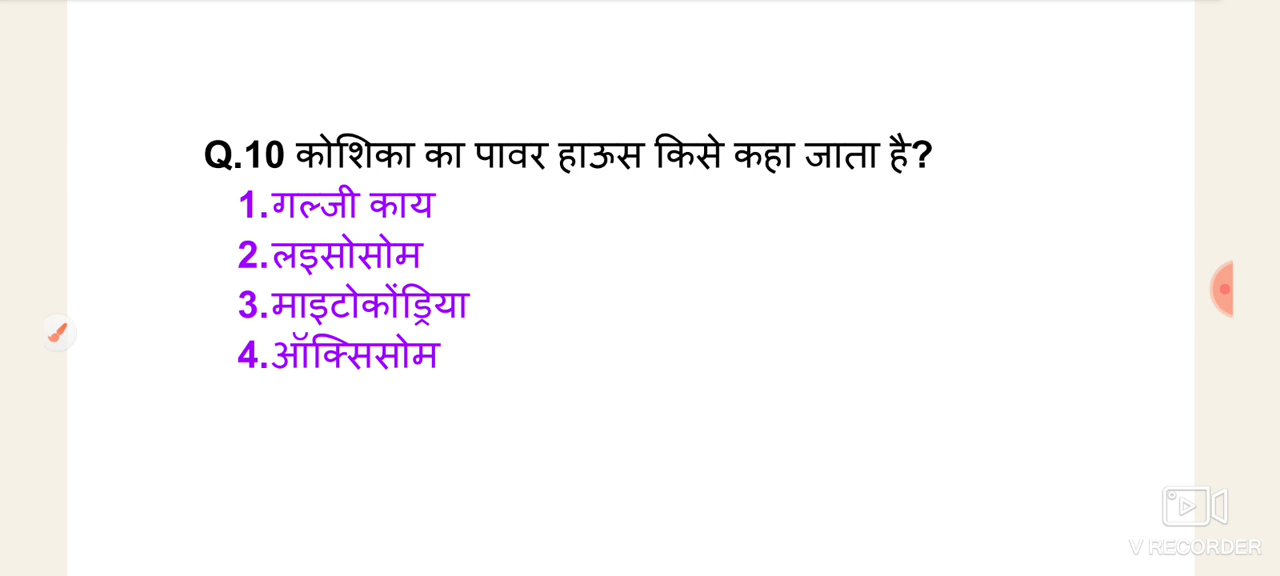 Q.10 कोशिका का पावर हाऊस किसे कहा जाता है?
1.गल्जी काय
2.लइसोसोम
3.माइटोकोंड्रिया
4.ऑक्सिसोम
V RECORDER